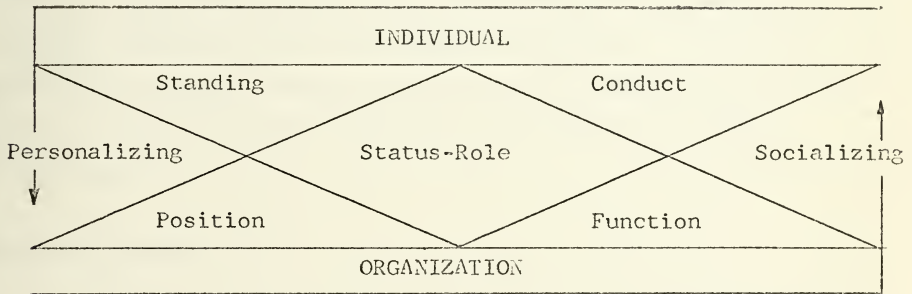 INDIVIDUAL
Standing Conduct
Personalizing Status-Role Socializing
Position Function
ORGANIZATION